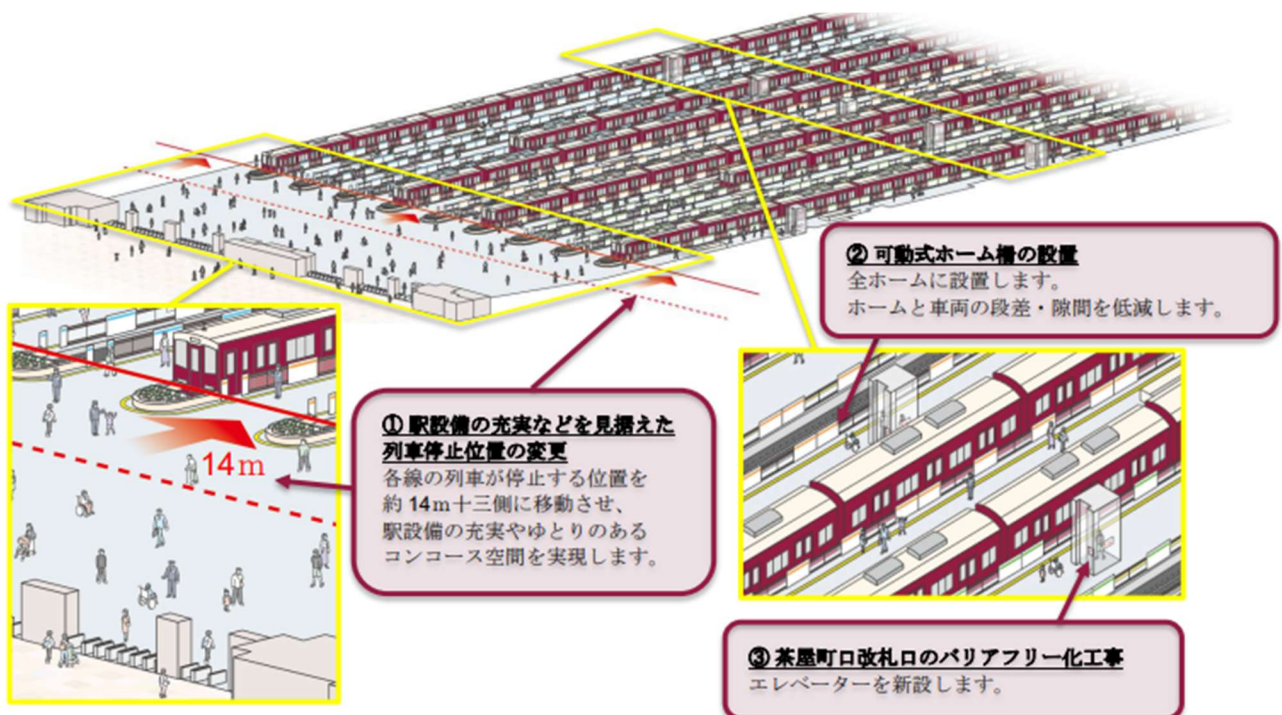 ② 可動式ホーム柵の設置
全ホームに設置します。
ホームと車両の段差・隙間を低減します。
① 駅設備の充実などを見据えた
列車停止位置の変更
各線の列車が停止する位置を
約 14m十三側に移動させ、
駅設備の充実やゆとりのある
コンコース空間を実現します。
14m
③ 茶屋町口改札口のバリアフリー化工事
エレベーターを新設します。